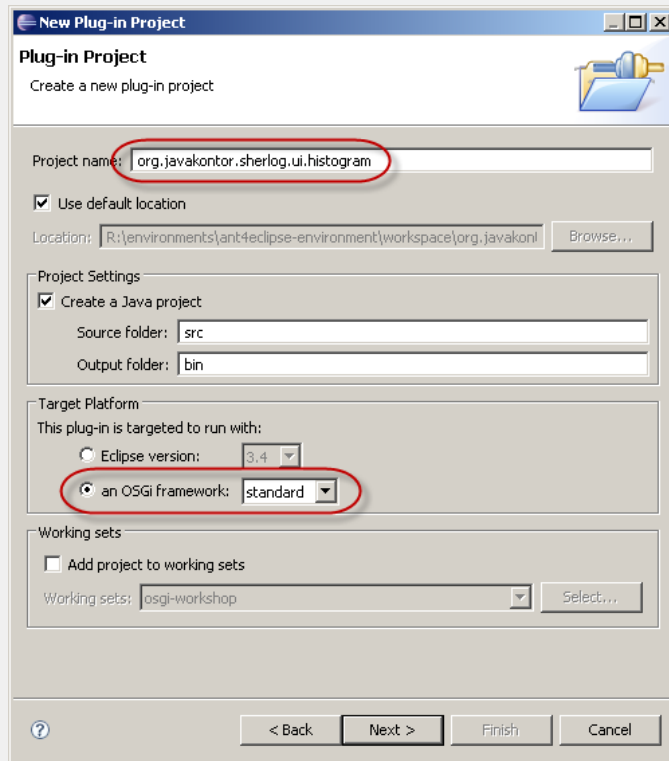 New Plug-in Project
Plug-in Project
Create a new plug-in project
Project name: org.javakontor.sherlog.ui.histogram
Use default location
Location: R:\environments\ant4eclipse-environment\workspace\org.javakon Browse...
Project Settings
Create a Java project
Source folder: src
Output folder: bin
Target Platform
This plug-in is targeted to run with:
Eclipse version: 3.4
an OSGi framework: standard
Working sets
Add project to working sets
Working sets: osgi-workshop Select...
? < Back Next > Finish Cancel